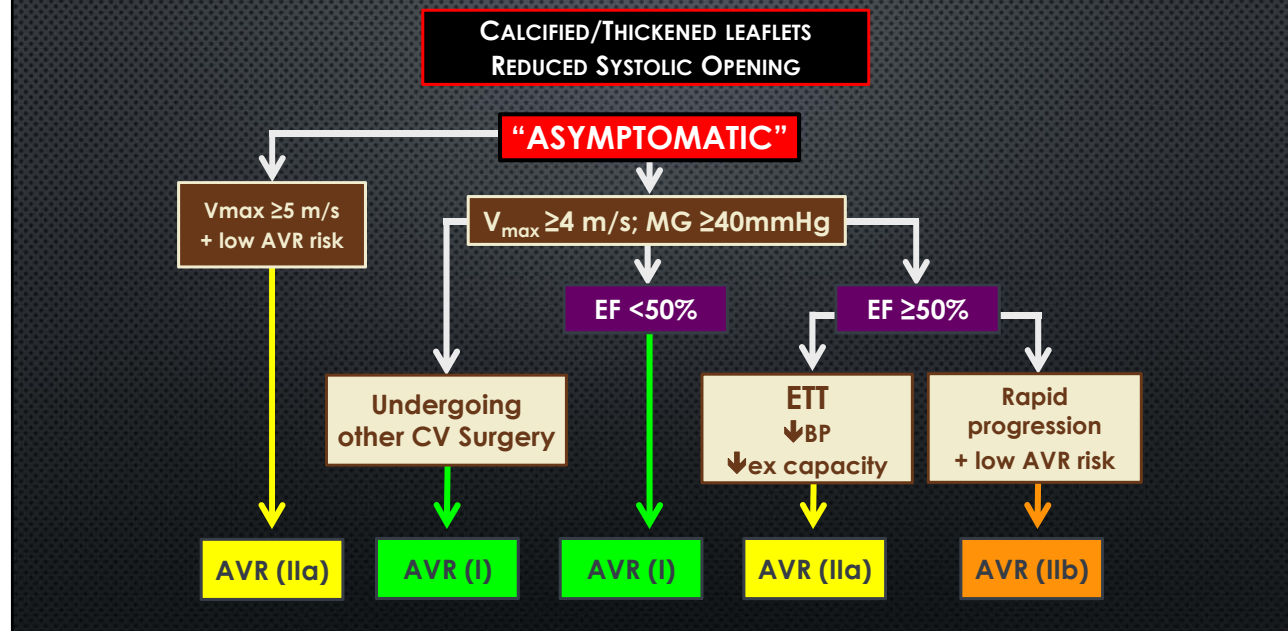 CALCIFIED/THICKENED LEAFLETS
REDUCED SYSTOLIC OPENING
“ASYMPTOMATIC”
Vmax ≥5 m/s
+ low AVR risk
Vmax ≥4 m/s; MG ≥40mmHg
EF <50%
EF ≥50%
Undergoing
other CV Surgery
ETT
↓BP
↓ex capacity
Rapid
progression
+ low AVR risk
AVR (IIa)
AVR (I)
AVR (I)
AVR (IIa)
AVR (IIb)